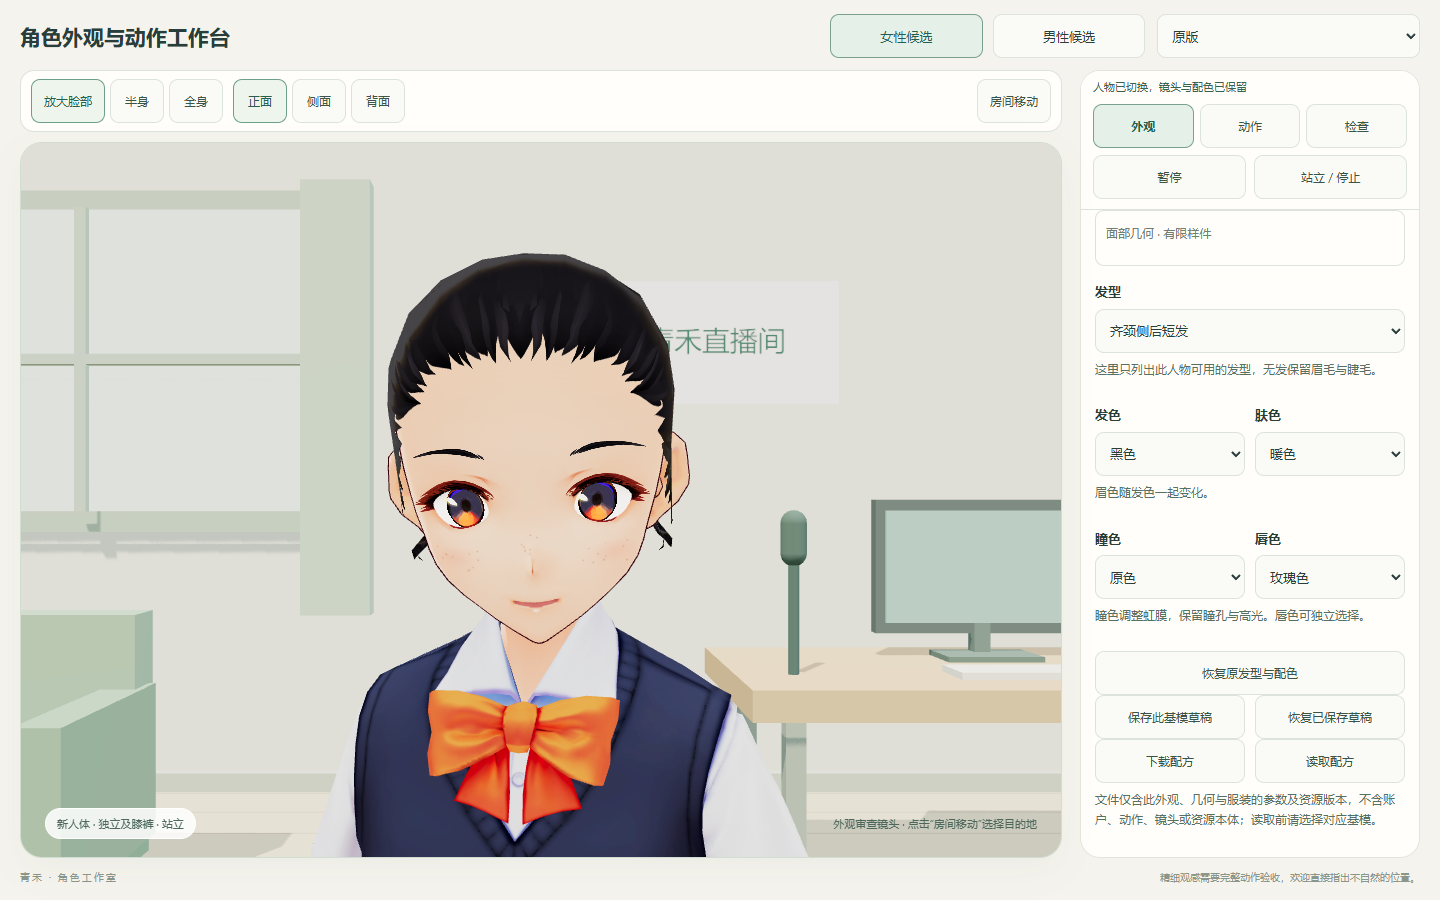 角色外观与动作工作台
女性候选
男性候选
原版
放大脸部
半身
全身
正面
侧面
背面
房间移动
人物已切换，镜头与配色已保留
外观
动作
检查
暂停
站立 / 停止
面部几何 · 有限样件
发型
齐颈侧后短发
这里只列出此人物可用的发型，无发保留眉毛与睫毛。
发色
肤色
黑色
暖色
眉色随发色一起变化。
瞳色
唇色
原色
玫瑰色
瞳色调整虹膜，保留瞳孔与高光。唇色可独立选择。
恢复原发型与配色
保存此基模草稿
恢复已保存草稿
下载配方
读取配方
文件仅含此外观、几何与服装的参数及资源版本，不含账
户、动作、镜头或资源本体；读取前请选择对应基模。
禾直播间
新人体 · 独立及膝裤 · 站立
外观审查镜头 · 点击“房间移动”选择目的地
青禾 · 角色工作室
精细观感需要完整动作验收，欢迎直接指出不自然的位置。